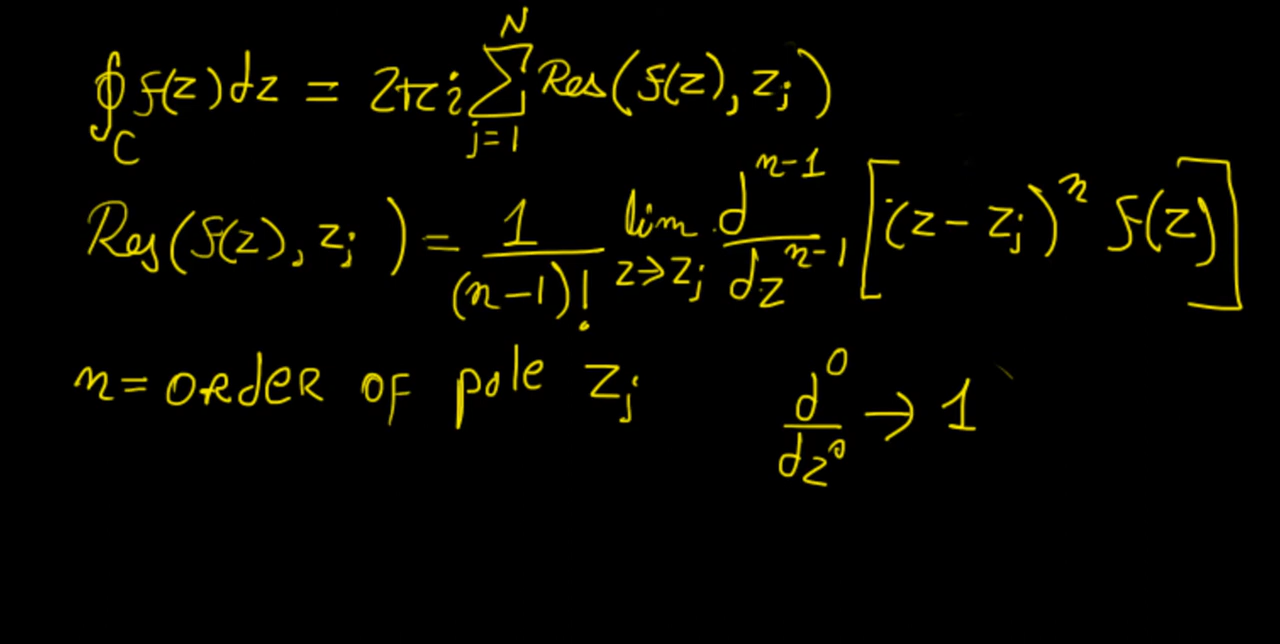 ∮_C f(z)dz = 2πi ∑_{j=1}^{N} Res(f(z), z_j)
Res(f(z), z_j) = 1/(n-1)! lim_{z→z_j} d^{n-1}/dz^{n-1} [(z-z_j)^n f(z)]
n = order of pole z_j   d^0/dz^0 → 1